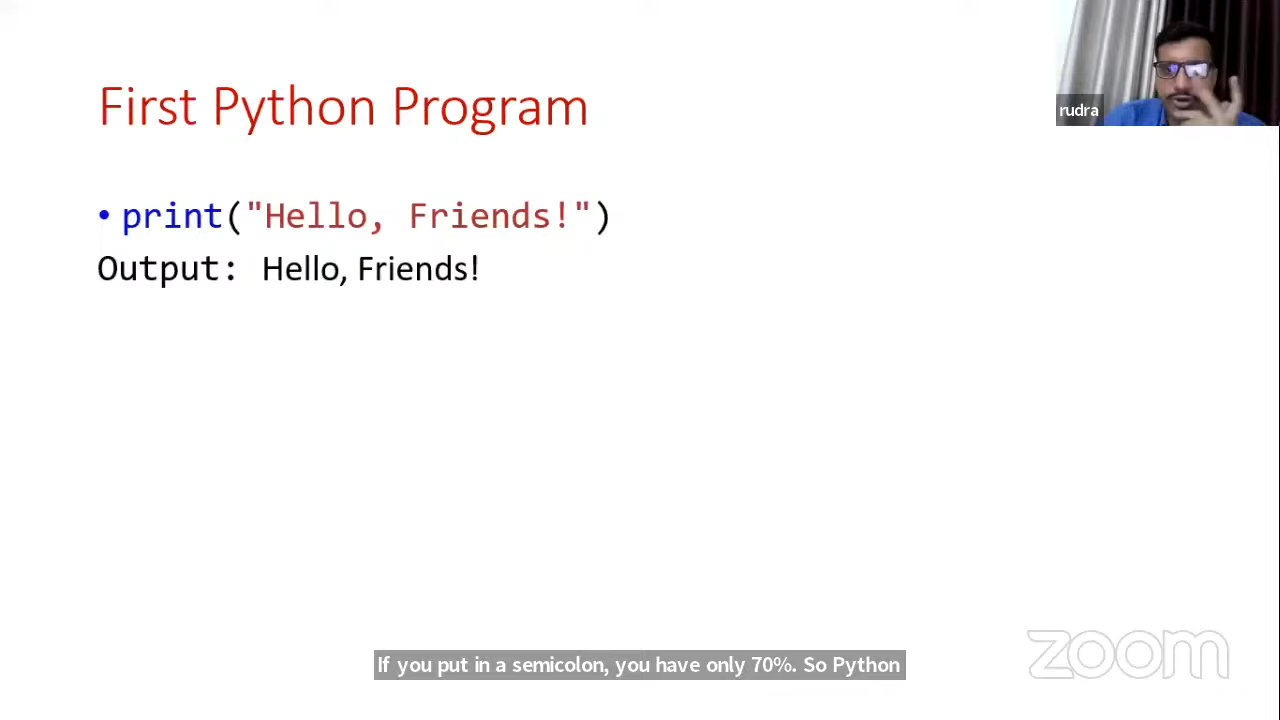 First Python Program
rudra
• print("Hello, Friends!")
Output: Hello, Friends!
If you put in a semicolon, you have only 70%. So Python
zoom